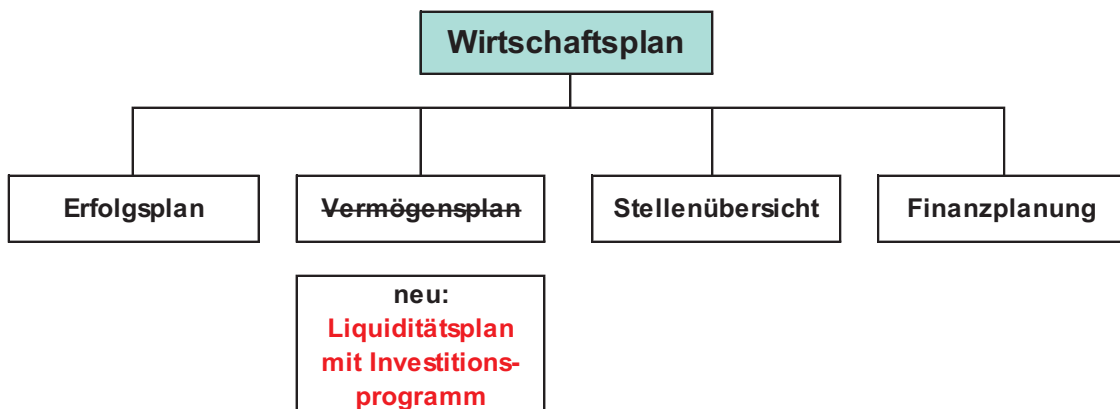 Wirtschaftsplan
Erfolgsplan
Vermögensplan
Stellenübersicht
Finanzplanung
neu:
Liquiditätsplan
mit Investitions-
programm